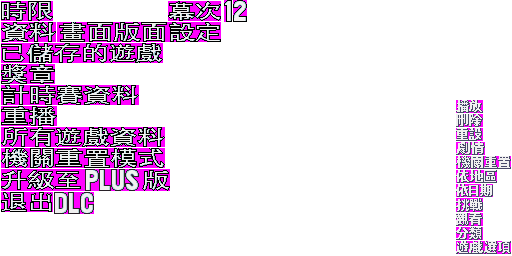 時限 幕次12
資料畫面版面設定
已儲存的遊戲
獎章
計時賽資料
重播
所有遊戲資料
機關重置模式
升級至PLUS版
退出DLC
播放
刪除
重設
劇情
機關重置
依地區
依日期
挑戰
觀看
分類
遊戲選項